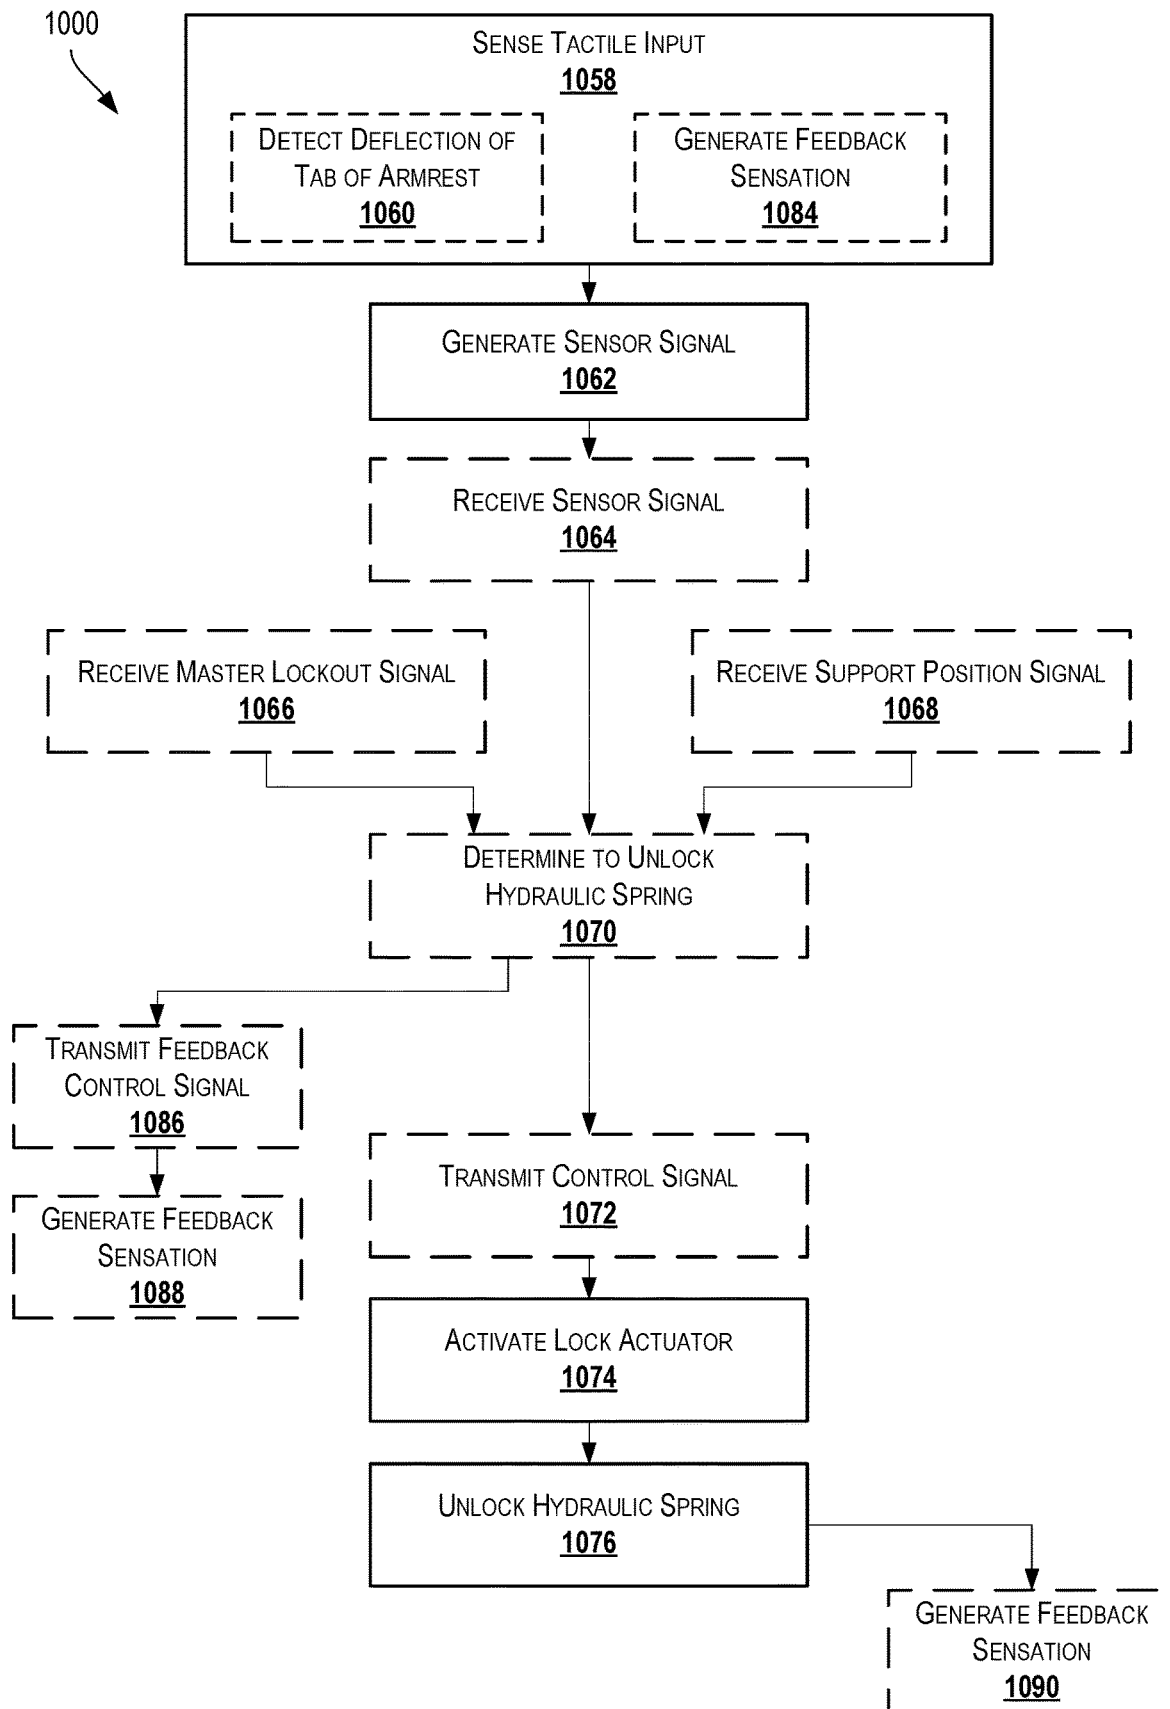 1000
SENSE TACTILE INPUT
1058
DETECT DEFLECTION OF
TAB OF ARMREST
1060
GENERATE FEEDBACK
SENSATION
1084
GENERATE SENSOR SIGNAL
1062
RECEIVE SENSOR SIGNAL
1064
RECEIVE MASTER LOCKOUT SIGNAL
1066
RECEIVE SUPPORT POSITION SIGNAL
1068
DETERMINE TO UNLOCK
HYDRAULIC SPRING
1070
TRANSMIT FEEDBACK
CONTROL SIGNAL
1086
GENERATE FEEDBACK
SENSATION
1088
TRANSMIT CONTROL SIGNAL
1072
ACTIVATE LOCK ACTUATOR
1074
UNLOCK HYDRAULIC SPRING
1076
GENERATE FEEDBACK
SENSATION
1090